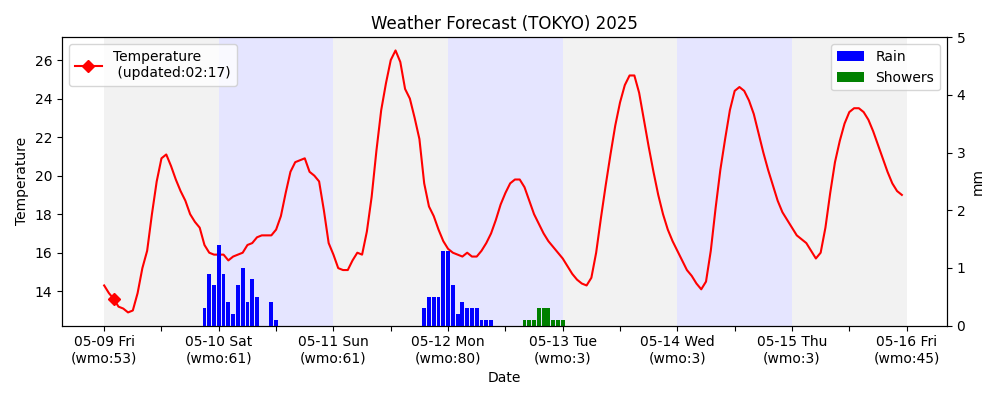 Weather Forecast (TOKYO) 2025
Temperature
(updated:02:17)
Rain
Showers
Temperature
26
24
22
20
18
16
14
5
4
3
2
1
0
mm
05-09 Fri
(wmo:53)
05-10 Sat
(wmo:61)
05-11 Sun
(wmo:61)
05-12 Mon
(wmo:80)
05-13 Tue
(wmo:3)
05-14 Wed
(wmo:3)
05-15 Thu
(wmo:3)
05-16 Fri
(wmo:45)
Date